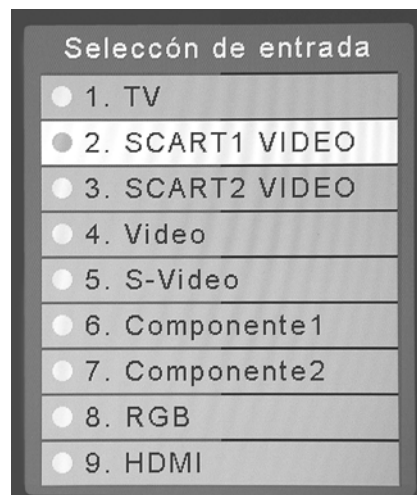 Seleccón de entrada
1. TV
2. SCART1 VIDEO
3. SCART2 VIDEO
4. Video
5. S-Video
6. Componente1
7. Componente2
8. RGB
9. HDMI